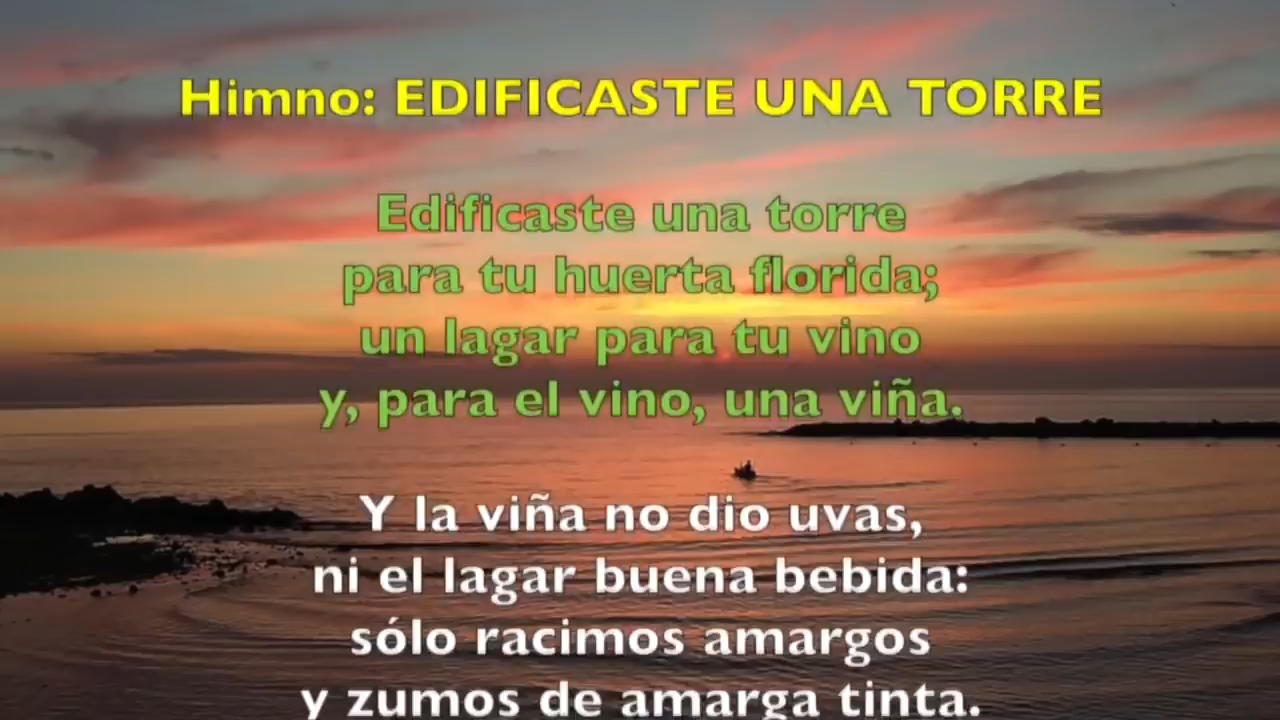 Himno: EDIFICASTE UNA TORRE
Edificaste una torre
para tu huerta florida;
un lagar para tu vino
y, para el vino, una viña.
Y la viña no dio uvas,
ni el lagar buena bebida:
sólo racimos amargos
y zumos de amarga tinta.